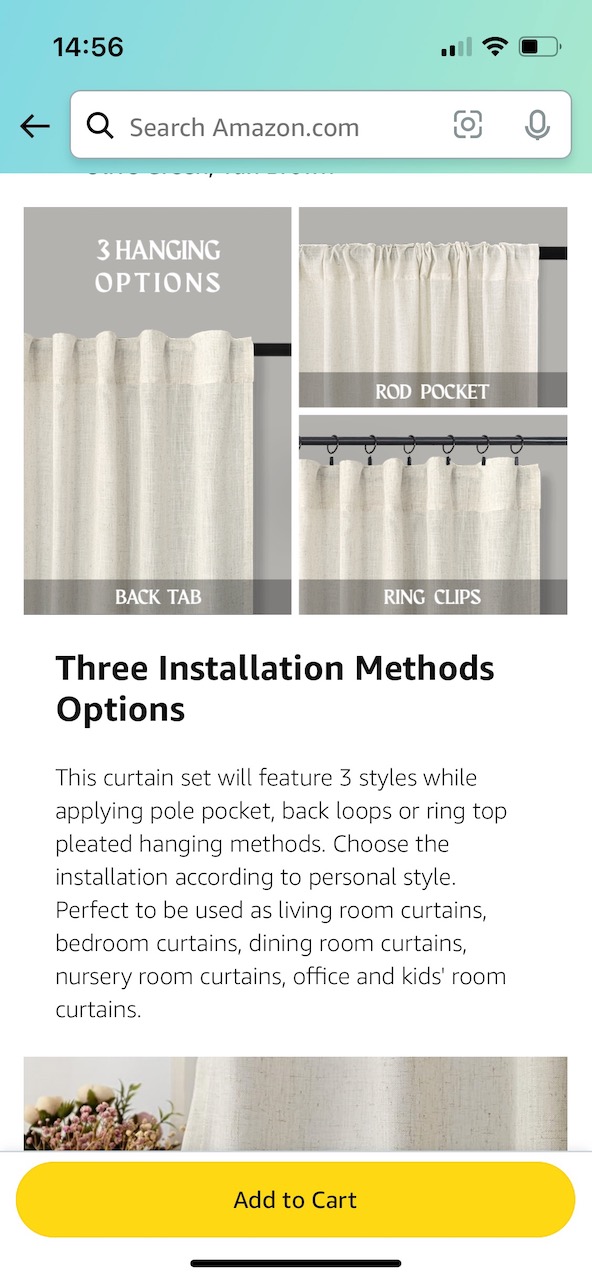 14:56
Search Amazon.com
3 HANGING
OPTIONS
ROD POCKET
BACK TAB
RING CLIPS
Three Installation Methods
Options
This curtain set will feature 3 styles while
applying pole pocket, back loops or ring top
pleated hanging methods. Choose the
installation according to personal style.
Perfect to be used as living room curtains,
bedroom curtains, dining room curtains,
nursery room curtains, office and kids' room
curtains.
Add to Cart